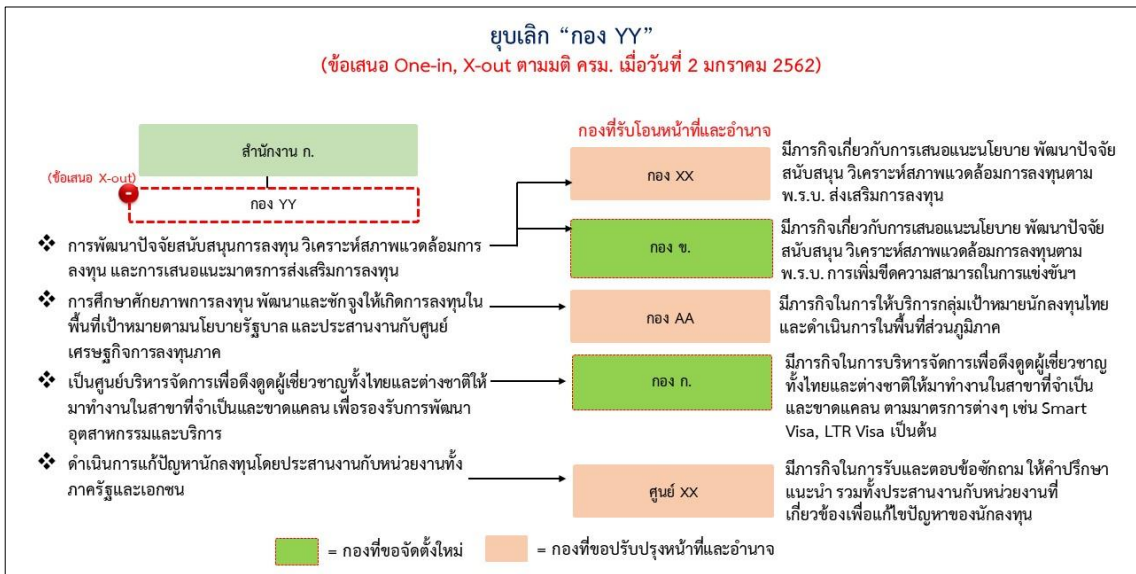 ยุบเลิก “กอง YY”
(ข้อเสนอ One-in, X-out ตามมติ ครม. เมื่อวันที่ 2 มกราคม 2562)
สำนักงาน ก.
(ข้อเสนอ X-out)
กอง YY
❖ การพัฒนาปัจจัยสนับสนุนการลงทุน วิเคราะห์สภาพแวดล้อมการ
ลงทุน และการเสนอแนะมาตรการส่งเสริมการลงทุน
❖ การศึกษาศักยภาพการลงทุน พัฒนาและชักจูงให้เกิดการลงทุนใน
พื้นที่เป้าหมายตามนโยบายรัฐบาล และประสานงานกับศูนย์
เศรษฐกิจการลงทุนภาค
❖ เป็นศูนย์บริหารจัดการเพื่อดึงดูดผู้เชี่ยวชาญทั้งไทยและต่างชาติให้
มาทำงานในสาขาที่จำเป็นและขาดแคลน เพื่อรองรับการพัฒนา
อุตสาหกรรมและบริการ
❖ ดำเนินการแก้ปัญหานักลงทุนโดยประสานงานกับหน่วยงานทั้ง
ภาครัฐและเอกชน
กองที่รับโอนหน้าที่และอำนาจ
กอง XX
มีภารกิจเกี่ยวกับการเสนอแนะนโยบาย พัฒนาปัจจัย
สนับสนุน วิเคราะห์สภาพแวดล้อมการลงทุนตาม
พ.ร.บ. ส่งเสริมการลงทุน
กอง ข.
มีภารกิจเกี่ยวกับการเสนอแนะนโยบาย พัฒนาปัจจัย
สนับสนุน วิเคราะห์สภาพแวดล้อมการลงทุนตาม
พ.ร.บ. การเพิ่มขีดความสามารถในการแข่งขันฯ
กอง AA
มีภารกิจในการให้บริการกลุ่มเป้าหมายนักลงทุนไทย
และดำเนินการในพื้นที่ส่วนภูมิภาค
กอง ก.
มีภารกิจในการบริหารจัดการเพื่อดึงดูดผู้เชี่ยวชาญ
ทั้งไทยและต่างชาติให้มาทำงานในสาขาที่จำเป็น
และขาดแคลน ตามมาตรการต่างๆ เช่น Smart
Visa, LTR Visa เป็นต้น
ศูนย์ XX
มีภารกิจในการรับและตอบข้อซักถาม ให้คำปรึกษา
แนะนำ รวมทั้งประสานงานกับหน่วยงานที่
เกี่ยวข้องเพื่อแก้ไขปัญหาของนักลงทุน
= กองที่ขอจัดตั้งใหม่
= กองที่ขอปรับปรุงหน้าที่และอำนาจ